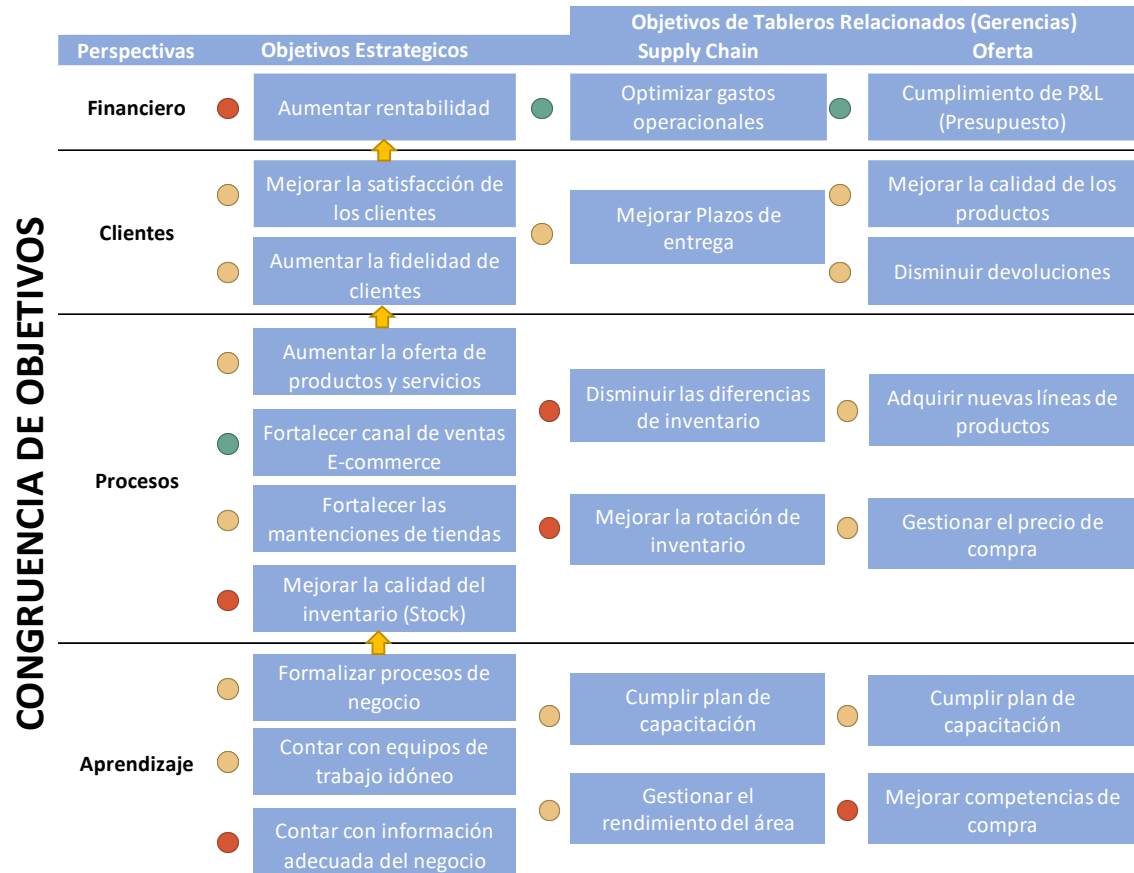 Objetivos de Tableros Relacionados (Gerencias)
Perspectivas
Objetivos Estrategicos
Supply Chain
Oferta
CONGRUENCIA DE OBJETIVOS
Financiero
Aumentar rentabilidad
Optimizar gastos
operacionales
Cumplimiento de P&L
(Presupuesto)
Clientes
Mejorar la satisfacción de
los clientes
Aumentar la fidelidad de
clientes
Mejorar Plazos de
entrega
Mejorar la calidad de los
productos
Disminuir devoluciones
Procesos
Aumentar la oferta de
productos y servicios
Fortalecer canal de ventas
E-commerce
Fortalecer las
mantenciones de tiendas
Mejorar la calidad del
inventario (Stock)
Disminuir las diferencias
de inventario
Mejorar la rotación de
inventario
Adquirir nuevas líneas de
productos
Gestionar el precio de
compra
Aprendizaje
Formalizar procesos de
negocio
Contar con equipos de
trabajo idóneo
Contar con información
adecuada del negocio
Cumplir plan de
capacitación
Gestionar el
rendimiento del área
Cumplir plan de
capacitación
Mejorar competencias de
compra